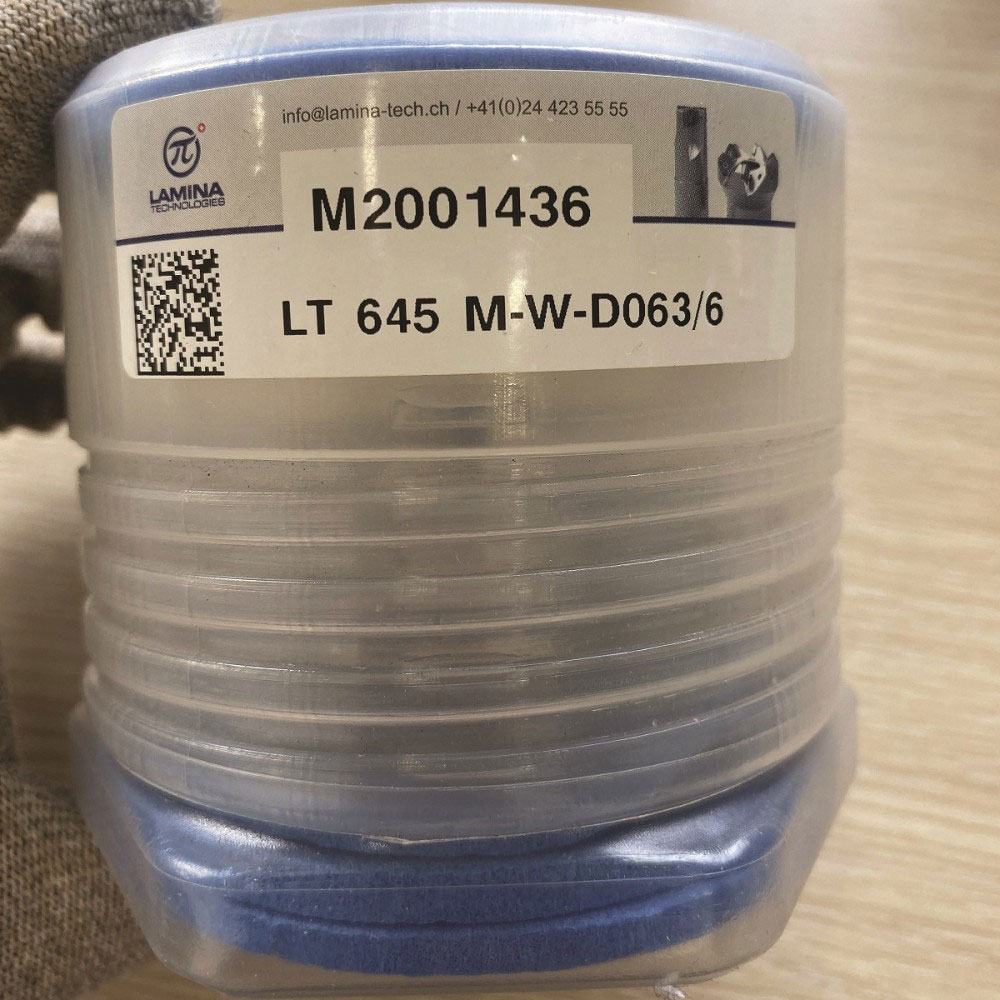 info@lamina-tech.ch / +41(0)24 423 55 55
π
LAMINA
TECHNOLOGIES
M2001436
LT 645 M-W-D063/6